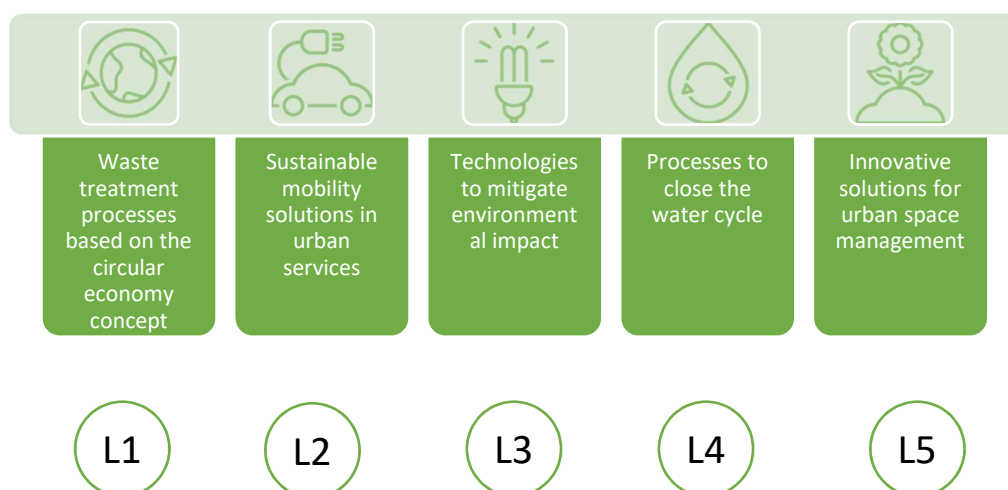 Waste
treatment
processes
based on the
circular
economy
concept
Sustainable
mobility
solutions in
urban
services
Technologies
to mitigate
environment
al impact
Processes to
close the
water cycle
Innovative
solutions for
urban space
management
L1
L2
L3
L4
L5